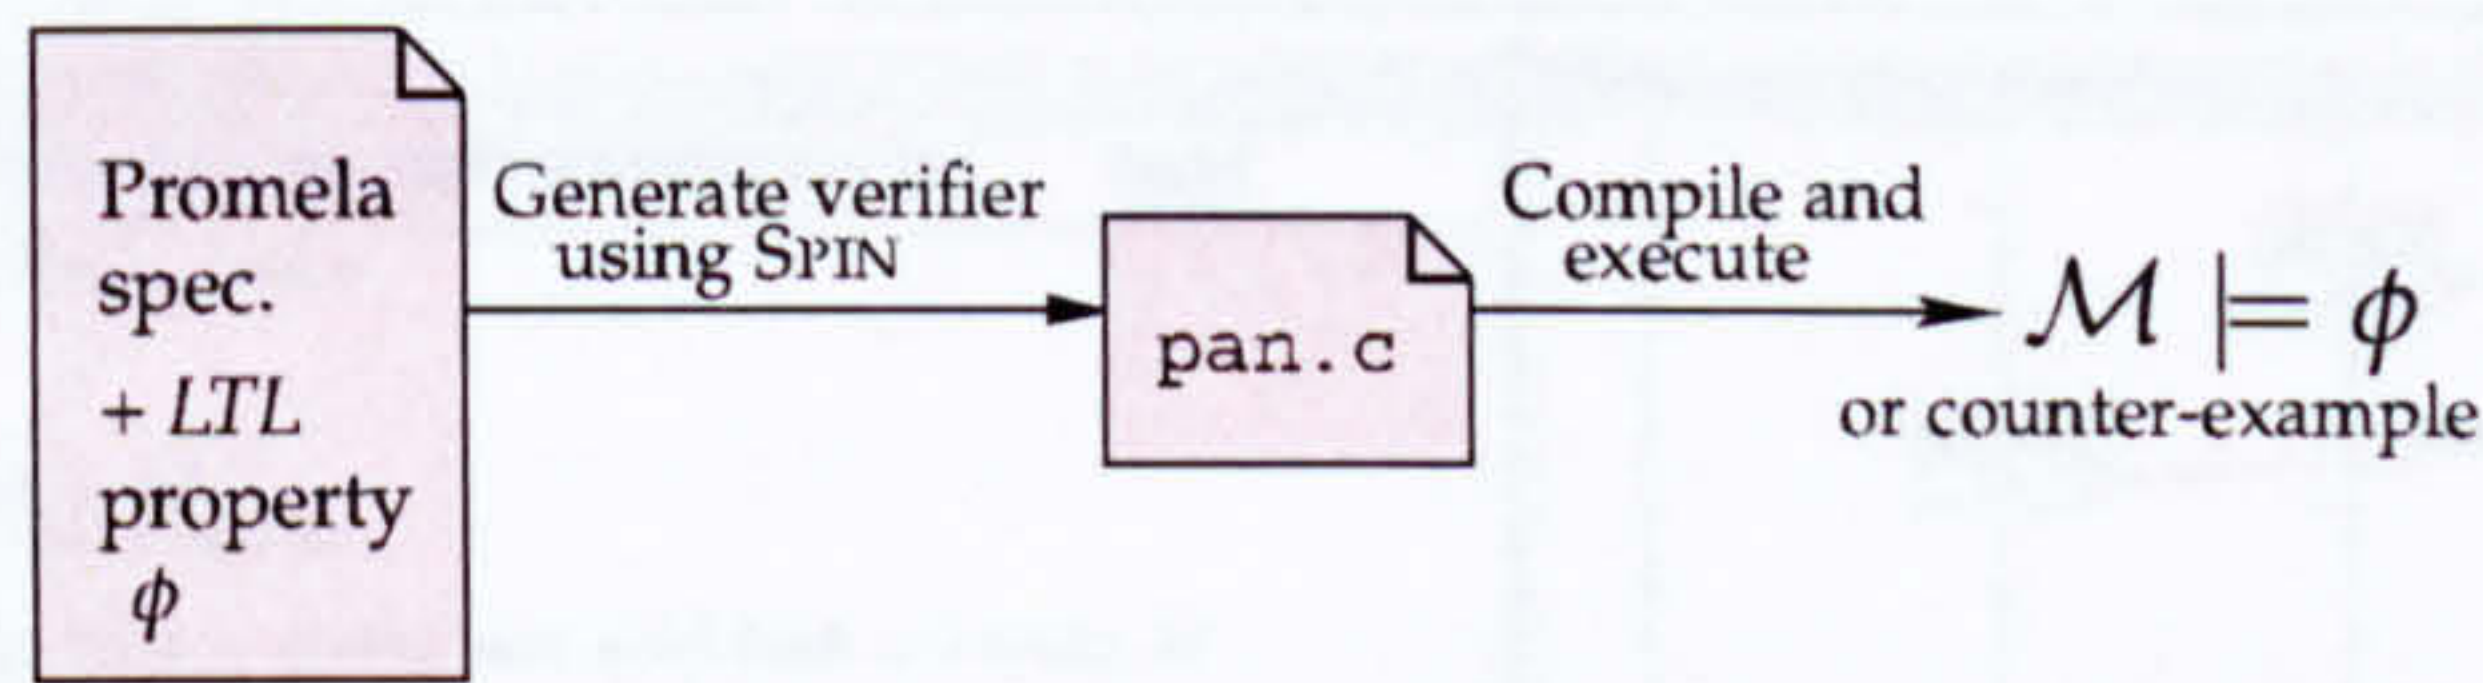 Promela
spec.
+ LTL
property
ϕ
Generate verifier
using SPIN
pan.c
Compile and
execute
ℳ ⊨ ϕ
or counter-example